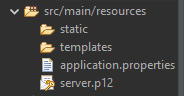 src/main/resources
static
templates
application.properties
server.p12